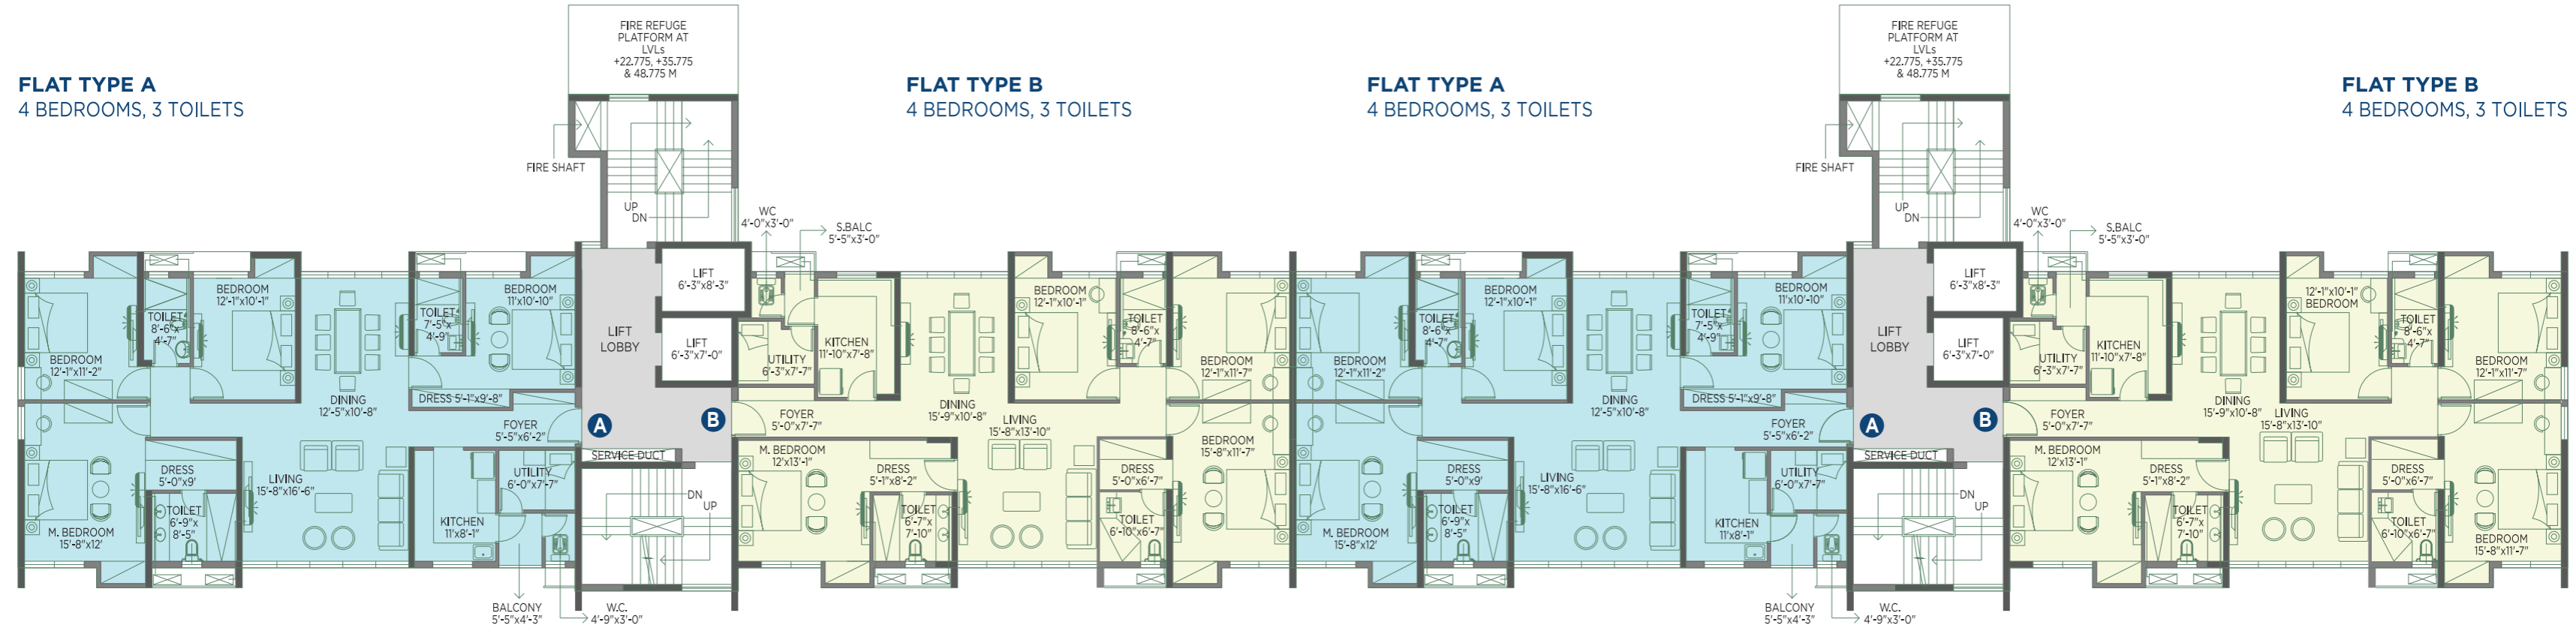 FIRE REFUGE
PLATFORM AT
LVLs
+22.775, +35.775
& 48.775 M
FIRE REFUGE
PLATFORM AT
LVLs
+22.775, +35.775
& 48.775 M
FLAT TYPE A
4 BEDROOMS, 3 TOILETS
FLAT TYPE B
4 BEDROOMS, 3 TOILETS
FLAT TYPE A
4 BEDROOMS, 3 TOILETS
FLAT TYPE B
4 BEDROOMS, 3 TOILETS
FIRE SHAFT
UP
DN
WC
4'-0"x3'-0"
S.BALC
5'-5"x3'-0"
FIRE SHAFT
UP
DN
WC
4'-0"x3'-0"
S.BALC
5'-5"x3'-0"
BEDROOM
12'-1"x11'-2"
TOILET
8'-6"x
4'-7"
BEDROOM
12'-1"x10'-1"
DINING
12'-5"x10'-8"
TOILET
7'-5"x
4'-9"
BEDROOM
11'x10'-10"
DRESS 5'-1"x9'-8"
FOYER
5'-5"x6'-2"
A
LIFT
LOBBY
LIFT
6'-3"x8'-3"
LIFT
6'-3"x7'-0"
B
SERVICE DUCT
DN
UP
M. BEDROOM
15'-8"x12'
DRESS
5'-0"x9'
TOILET
6'-9"x
8'-5"
LIVING
15'-8"x16'-6"
KITCHEN
11'x8'-1"
UTILITY
6'-0"x7'-7"
BALCONY
5'-5"x4'-3"
W.C.
4'-9"x3'-0"
UTILITY
6'-3"x7'-7"
KITCHEN
11'-10"x7'-8"
FOYER
5'-0"x7'-7"
DINING
15'-9"x10'-8"
BEDROOM
12'-1"x10'-1"
TOILET
8'-6"x
4'-7"
BEDROOM
12'-1"x11'-7"
LIVING
15'-8"x13'-10"
M. BEDROOM
12'x13'-1"
DRESS
5'-1"x8'-2"
TOILET
6'-7"x
7'-10"
DRESS
5'-0"x6'-7"
TOILET
6'-10"x6'-7"
BEDROOM
15'-8"x11'-7"
BEDROOM
12'-1"x11'-2"
TOILET
8'-6"x
4'-7"
BEDROOM
12'-1"x10'-1"
DINING
12'-5"x10'-8"
TOILET
7'-5"x
4'-9"
BEDROOM
11'x10'-10"
DRESS 5'-1"x9'-8"
FOYER
5'-5"x6'-2"
A
LIFT
LOBBY
LIFT
6'-3"x8'-3"
LIFT
6'-3"x7'-0"
B
SERVICE DUCT
DN
UP
M. BEDROOM
15'-8"x12'
DRESS
5'-0"x9'
TOILET
6'-9"x
8'-5"
LIVING
15'-8"x16'-6"
KITCHEN
11'x8'-1"
UTILITY
6'-0"x7'-7"
BALCONY
5'-5"x4'-3"
W.C.
4'-9"x3'-0"
UTILITY
6'-3"x7'-7"
KITCHEN
11'-10"x7'-8"
FOYER
5'-0"x7'-7"
DINING
15'-9"x10'-8"
12'-1"x10'-1"
BEDROOM
TOILET
8'-6"x
4'-7"
BEDROOM
12'-1"x11'-7"
LIVING
15'-8"x13'-10"
M. BEDROOM
12'x13'-1"
DRESS
5'-1"x8'-2"
TOILET
6'-7"x
7'-10"
DRESS
5'-0"x6'-7"
TOILET
6'-10"x6'-7"
BEDROOM
15'-8"x11'-7"